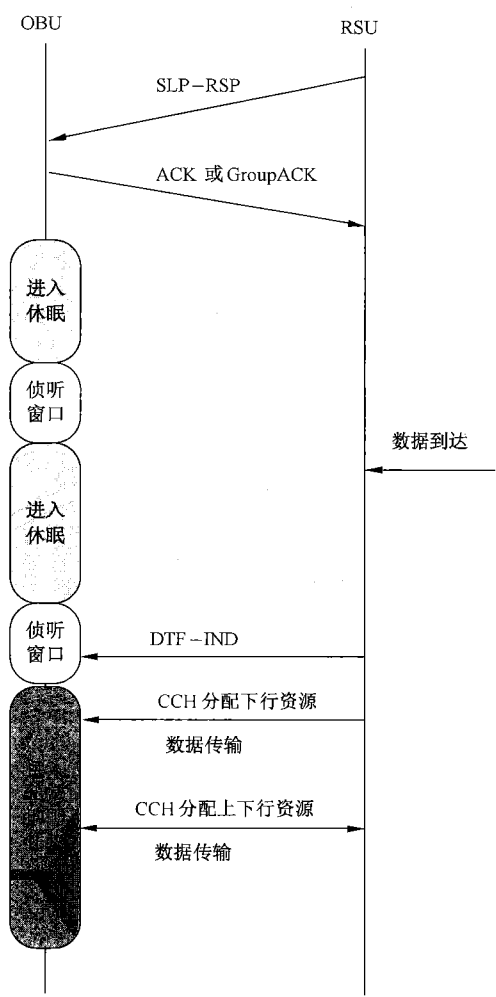 OBU
RSU
SLP-RSP
ACK 或 GroupACK
进入
休眠
侦听
窗口
数据到达
进入
休眠
侦听
窗口
DTF-IND
CCH 分配下行资源
数据传输
CCH 分配上下行资源
数据传输